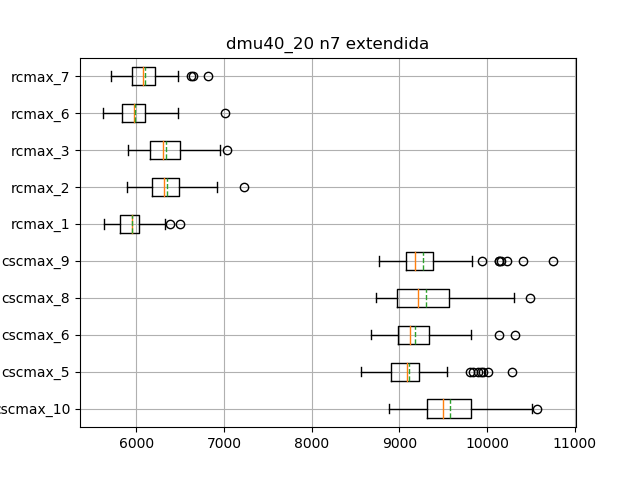 dmu40_20 n7 extendida
rcmax_7
rcmax_6
rcmax_3
rcmax_2
rcmax_1
cscmax_9
cscmax_8
cscmax_6
cscmax_5
cscmax_10
6000 7000 8000 9000 10000 11000